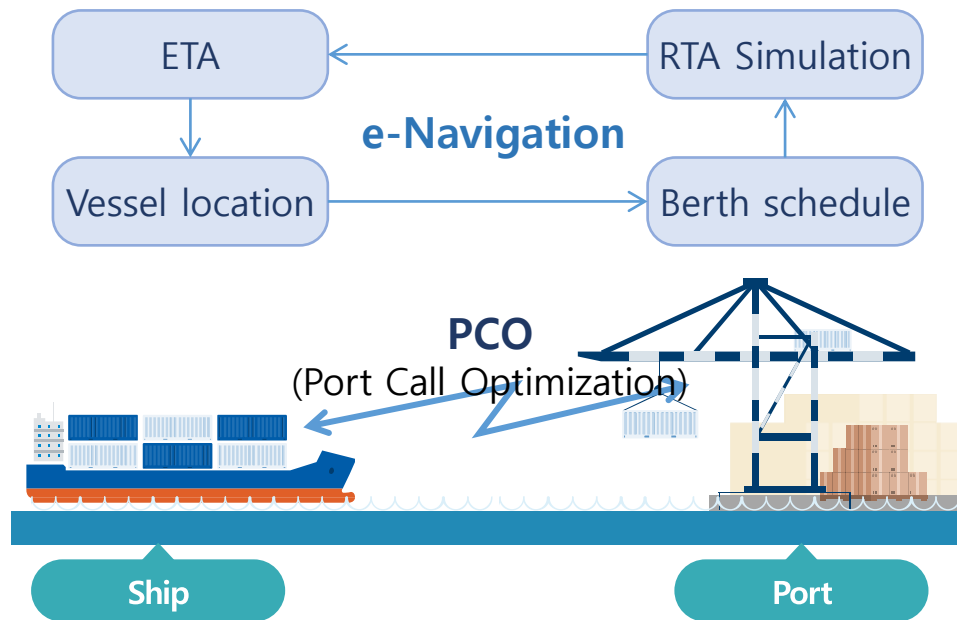 ETA
RTA Simulation
e-Navigation
Vessel location
Berth schedule
PCO
(Port Call Optimization)
Ship
Port